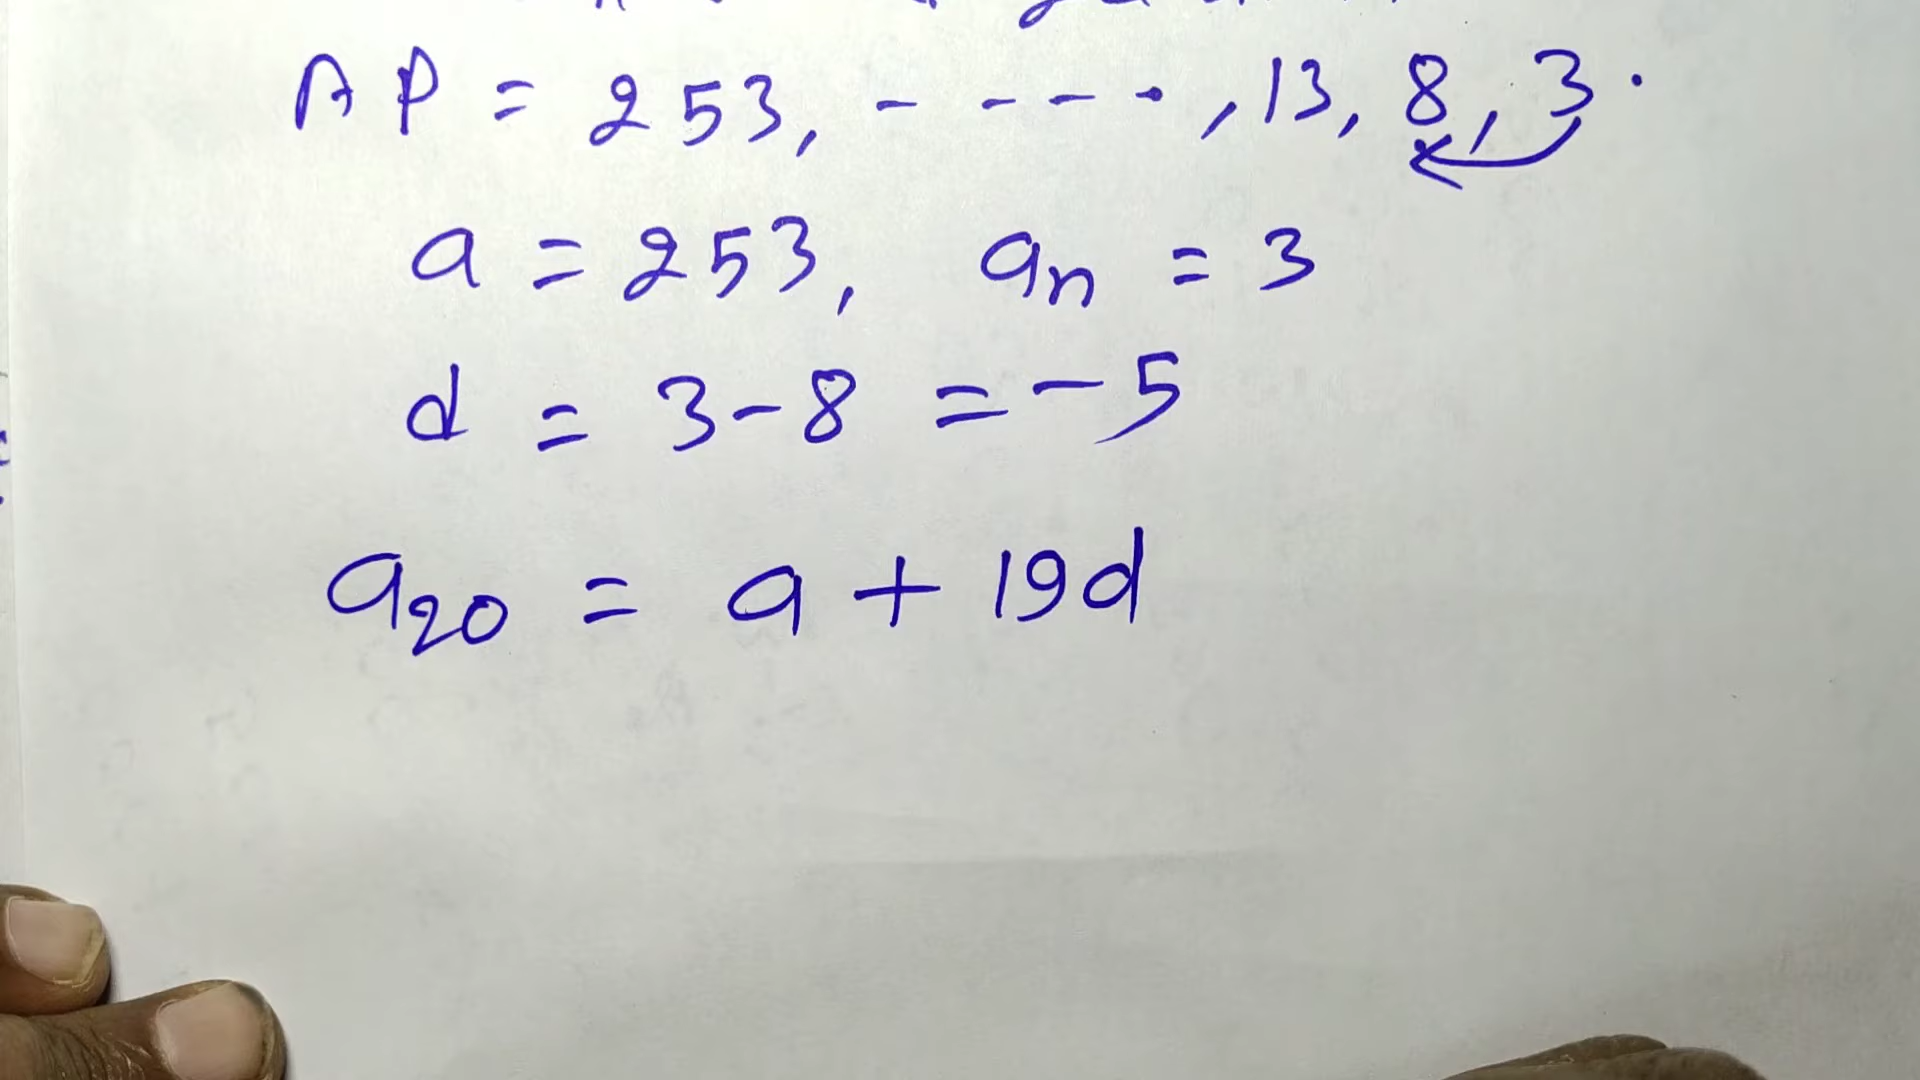 AP = 253, - - - - ·, 13, 8, 3.
a = 253, aₙ = 3
d = 3-8 = -5
a₂₀ = a + 19d